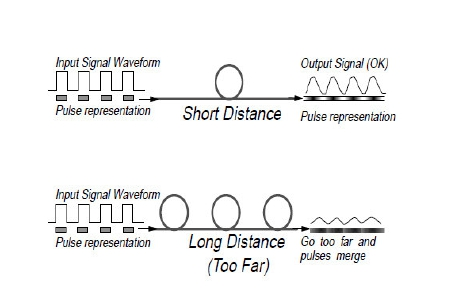 Input Signal Waveform
Output Signal (OK)
Pulse representation
Short Distance
Pulse representation
Input Signal Waveform
Pulse representation
Long Distance
(Too Far)
Go too far and
pulses merge